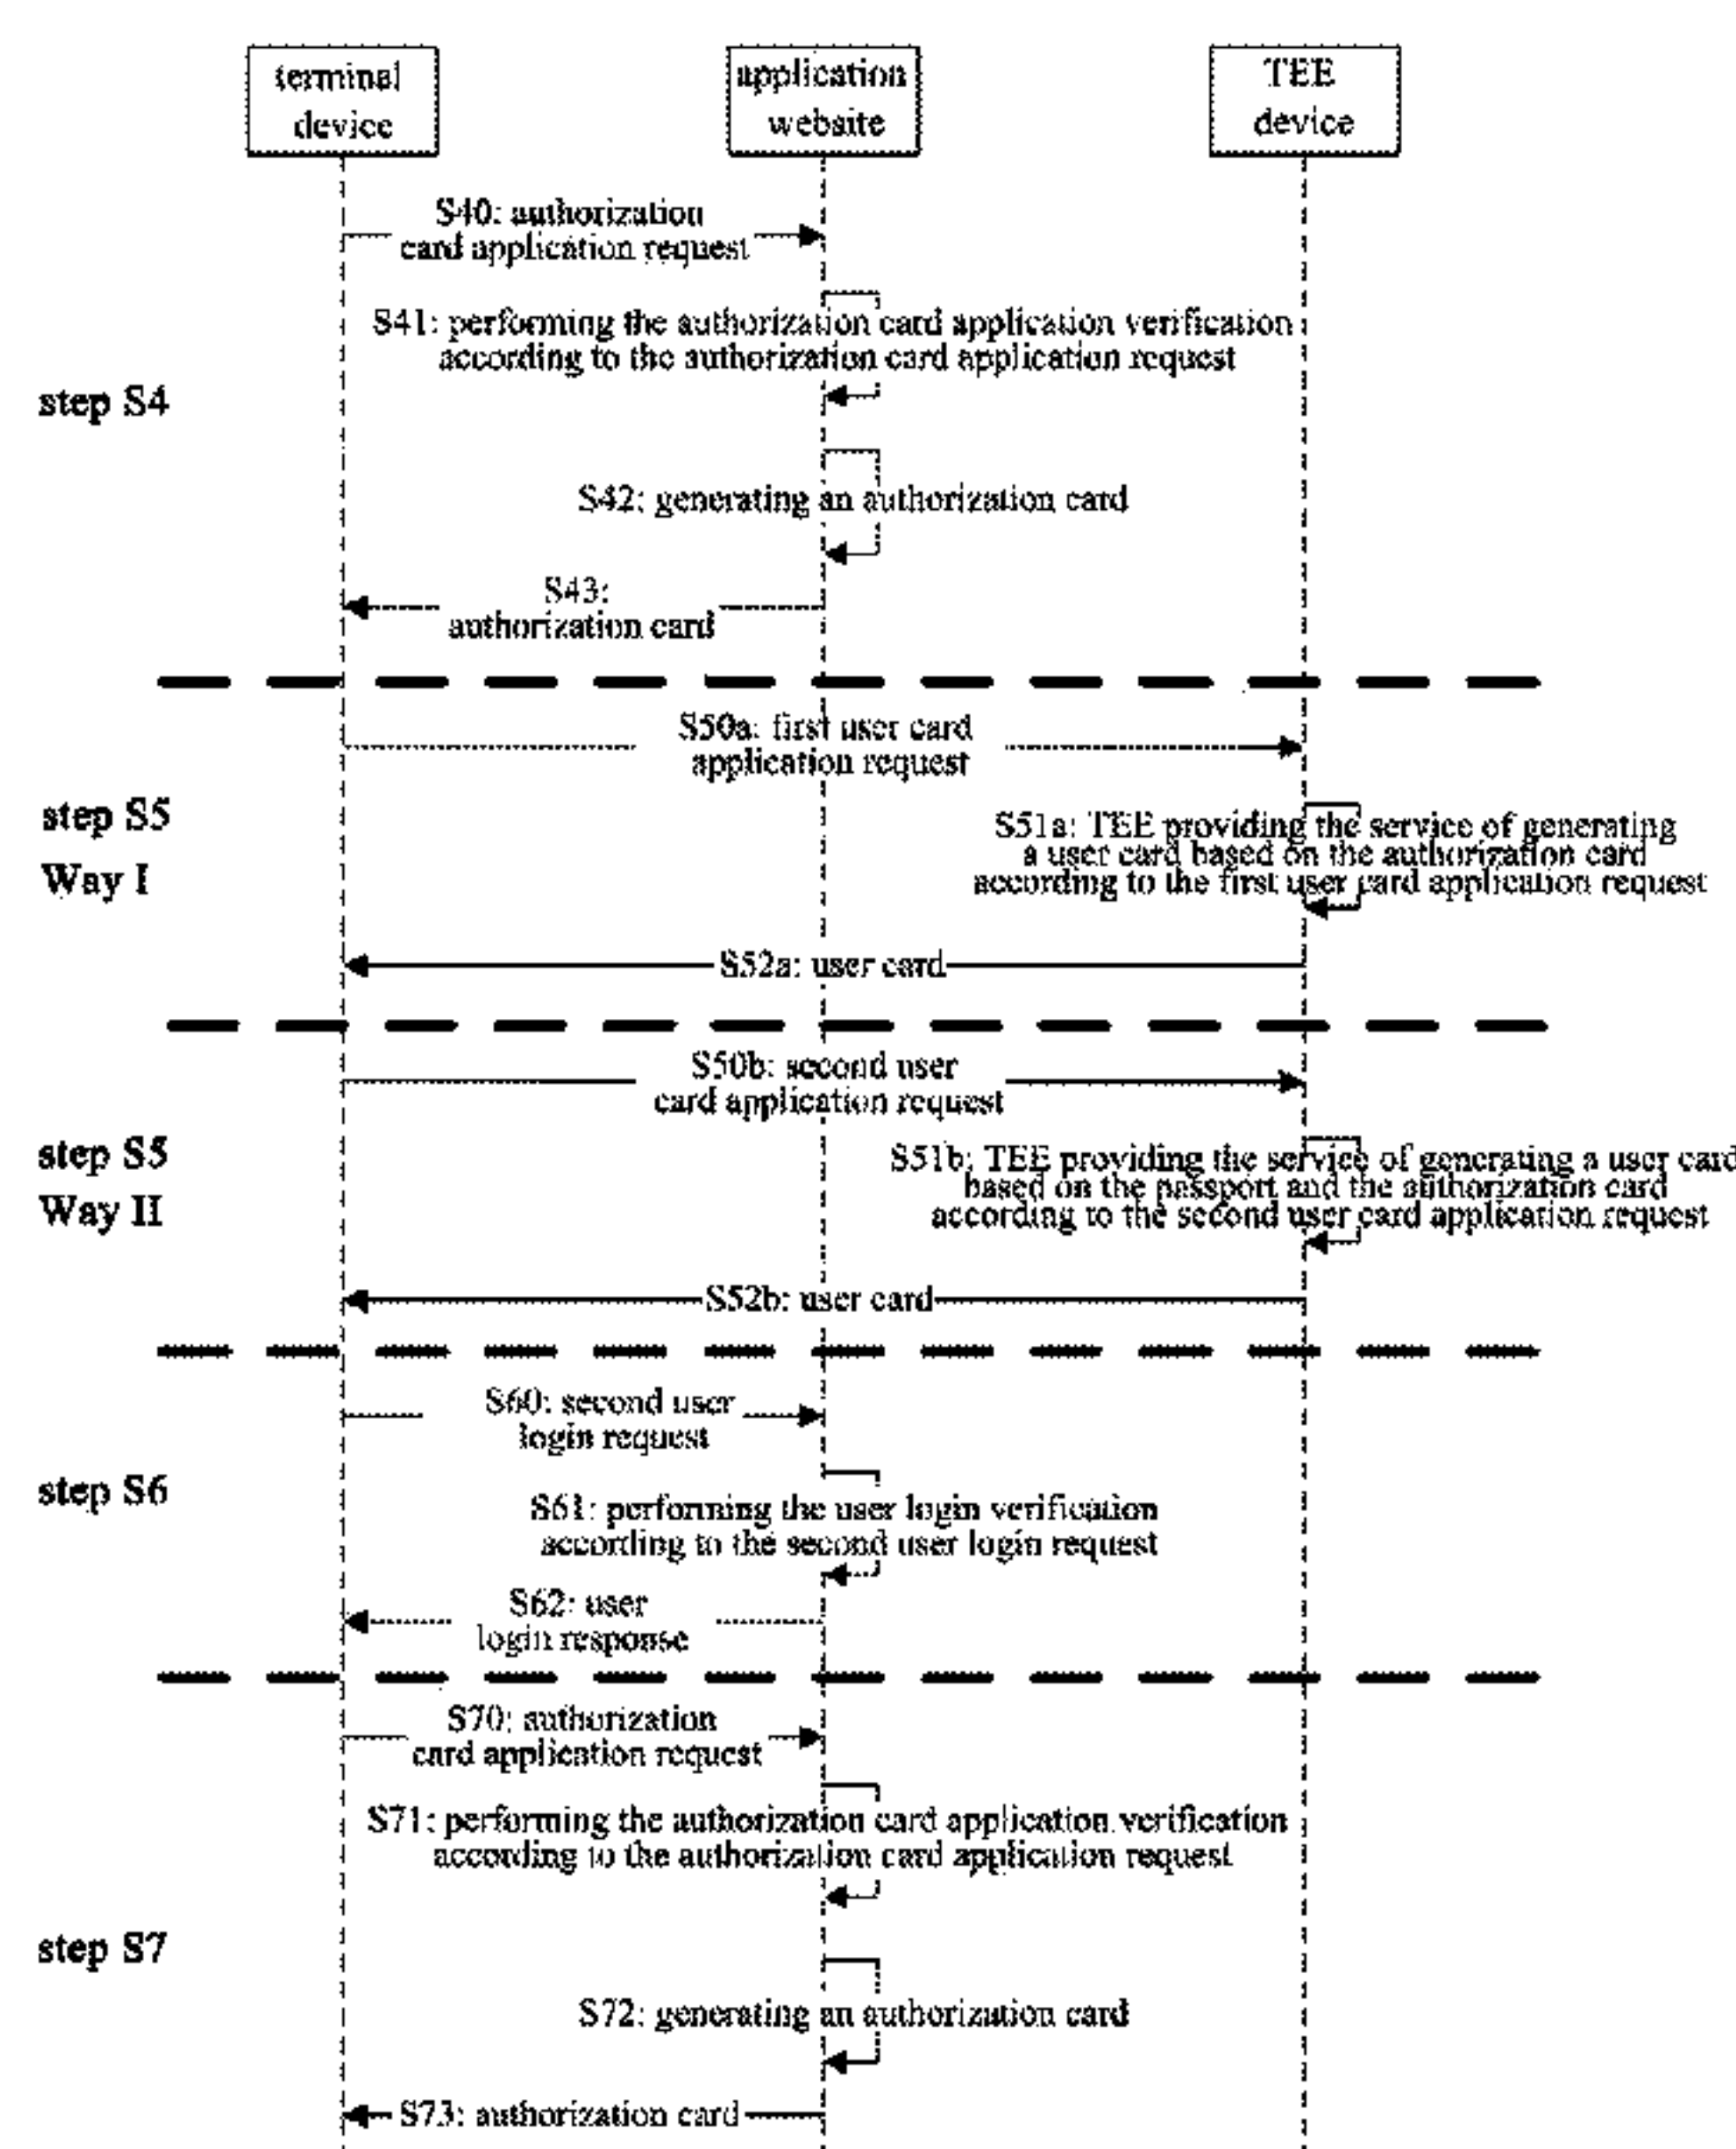 terminal
device
application
website
TEE
device
S40: authorization
card application request
S41: performing the authorization card application verification
according to the authorization card application request
step S4
S42: generating an authorization card
S43:
authorization card
S50a: first user card
application request
step S5
Way I
S51a: TEE providing the service of generating
a user card based on the authorization card
according to the first user card application request
S52a: user card
S50b: second user
card application request
step S5
Way II
S51b: TEE providing the service of generating a user card
based on the passport and the authorization card
according to the second user card application request
S52b: user card
S60: second user
login request
step S6
S61: performing the user login verification
according to the second user login request
S62: user
login response
S70: authorization
card application request
S71: performing the authorization card application verification
according to the authorization card application request
step S7
S72: generating an authorization card
S73: authorization card